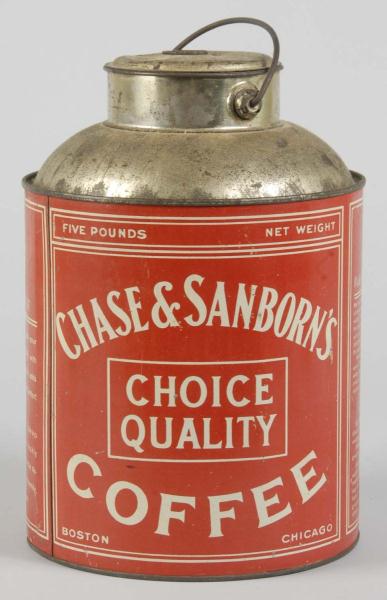 FIVE POUNDS NET WEIGHT
CHASE & SANBORN'S
CHOICE
QUALITY
COFFEE
BOSTON CHICAGO